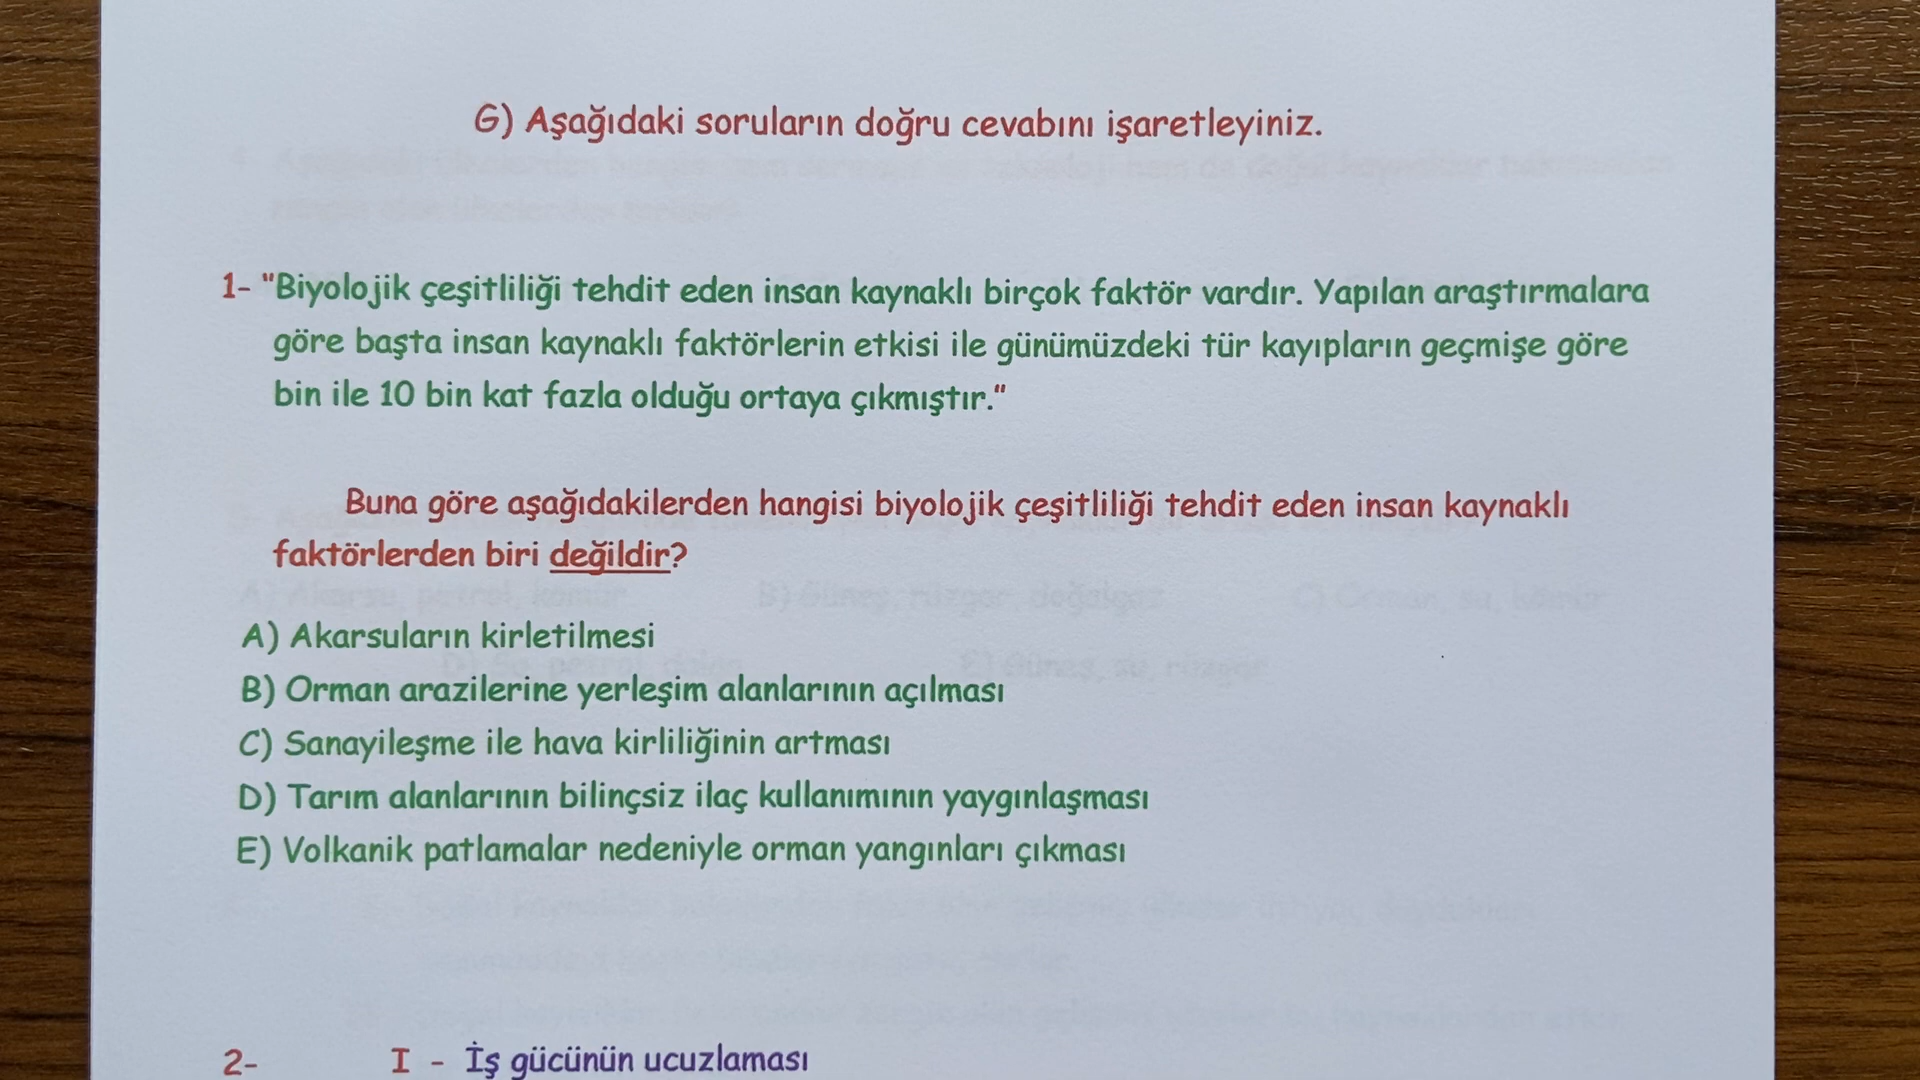 G) Aşağıdaki soruların doğru cevabını işaretleyiniz.
1- "Biyolojik çeşitliliği tehdit eden insan kaynaklı birçok faktör vardır. Yapılan araştırmalara
göre başta insan kaynaklı faktörlerin etkisi ile günümüzdeki tür kayıpların geçmişe göre
bin ile 10 bin kat fazla olduğu ortaya çıkmıştır."
Buna göre aşağıdakilerden hangisi biyolojik çeşitliliği tehdit eden insan kaynaklı
faktörlerden biri değildir?
A) Akarsuların kirletilmesi
B) Orman arazilerine yerleşim alanlarının açılması
C) Sanayileşme ile hava kirliliğinin artması
D) Tarım alanlarının bilinçsiz ilaç kullanımının yaygınlaşması
E) Volkanik patlamalar nedeniyle orman yangınları çıkması
2- I - İş gücünün ucuzlaması